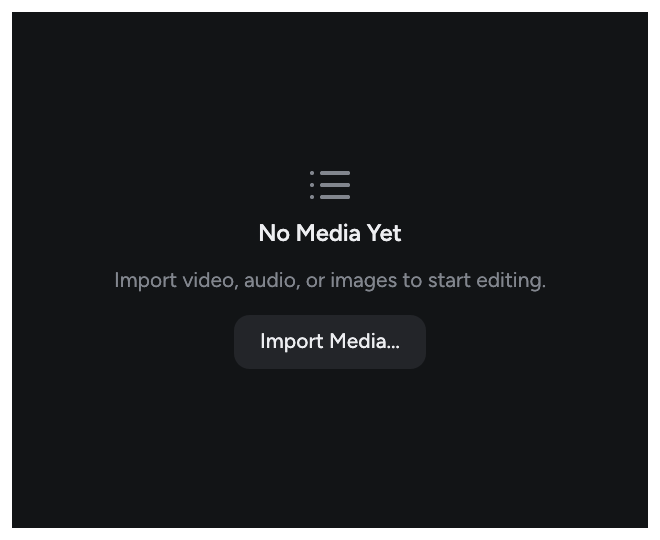 No Media Yet
Import video, audio, or images to start editing.
Import Media...